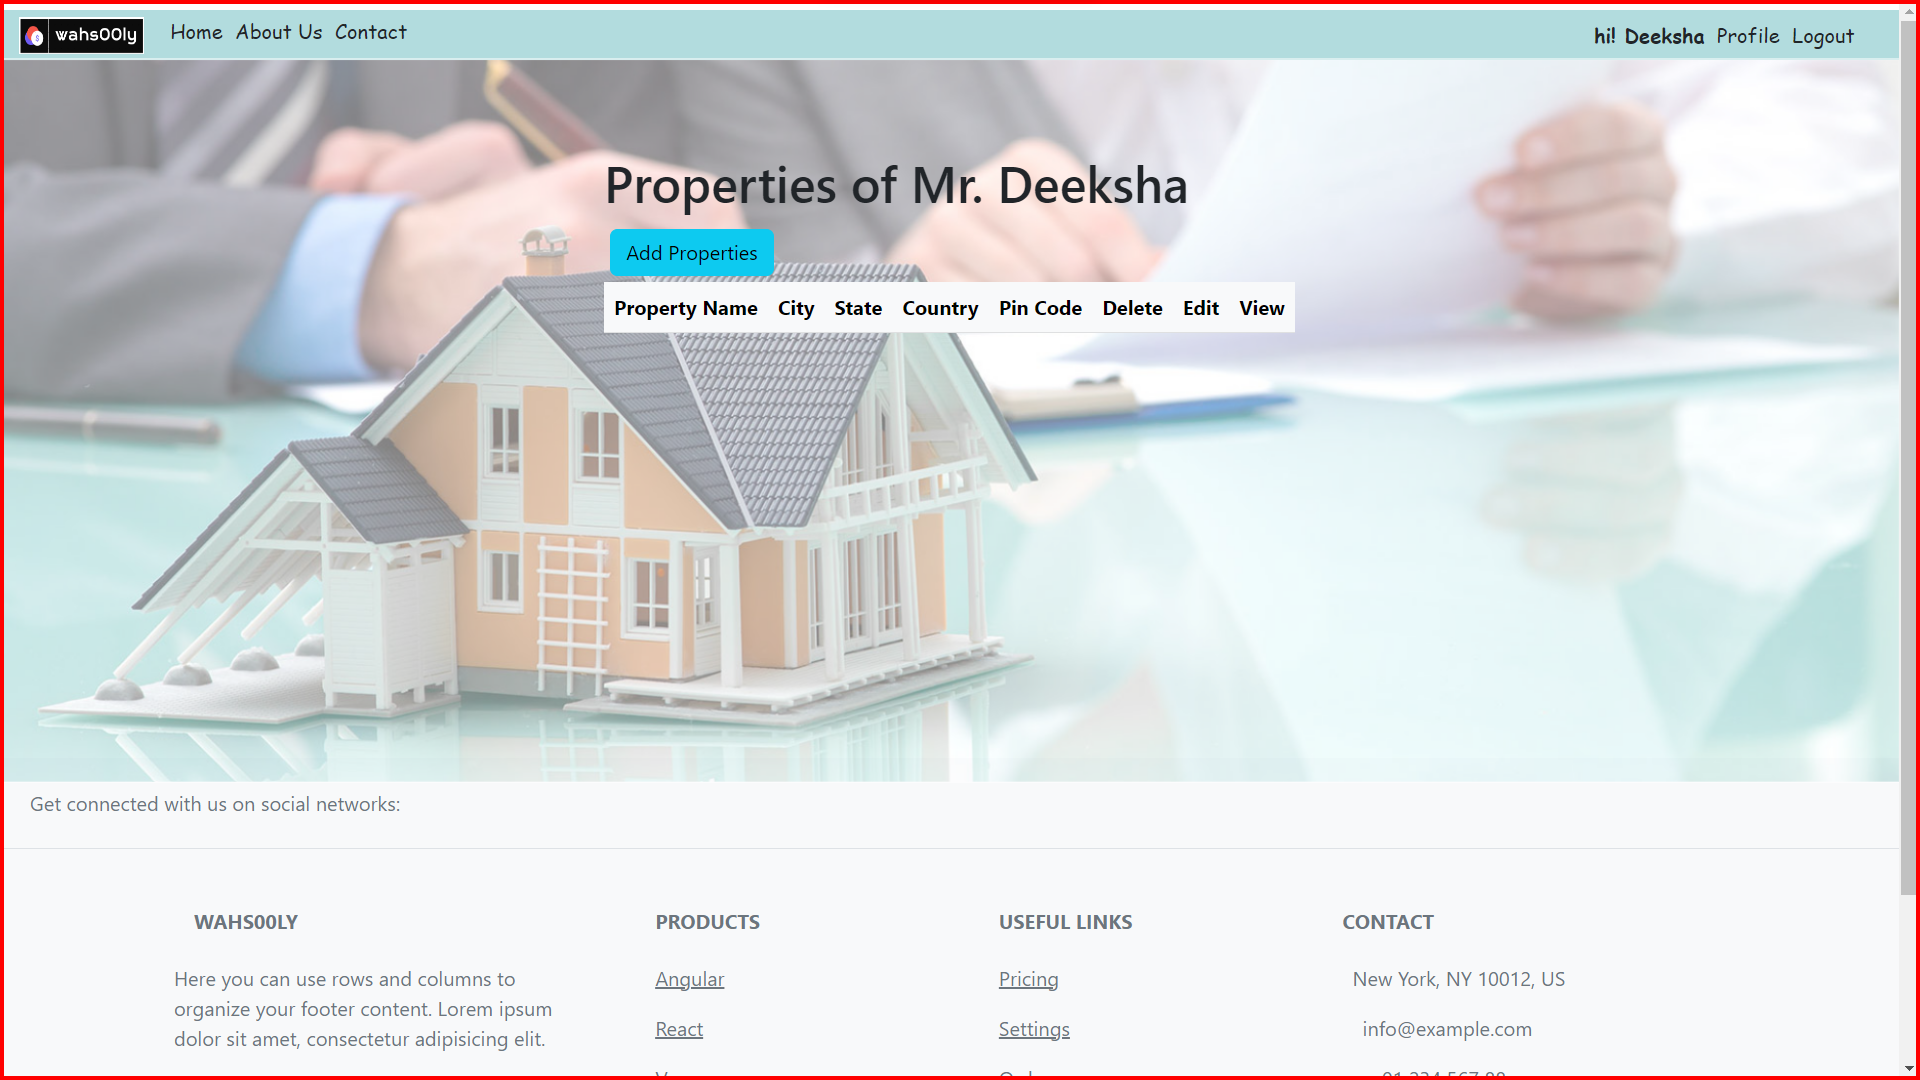 wahs00ly
Home About Us Contact
hi! Deeksha Profile Logout
Properties of Mr. Deeksha
Add Properties
Property Name City State Country Pin Code Delete Edit View
Get connected with us on social networks:
WAHS00LY
Here you can use rows and columns to
organize your footer content. Lorem ipsum
dolor sit amet, consectetur adipisicing elit.
PRODUCTS
Angular
React
USEFUL LINKS
Pricing
Settings
CONTACT
New York, NY 10012, US
info@example.com